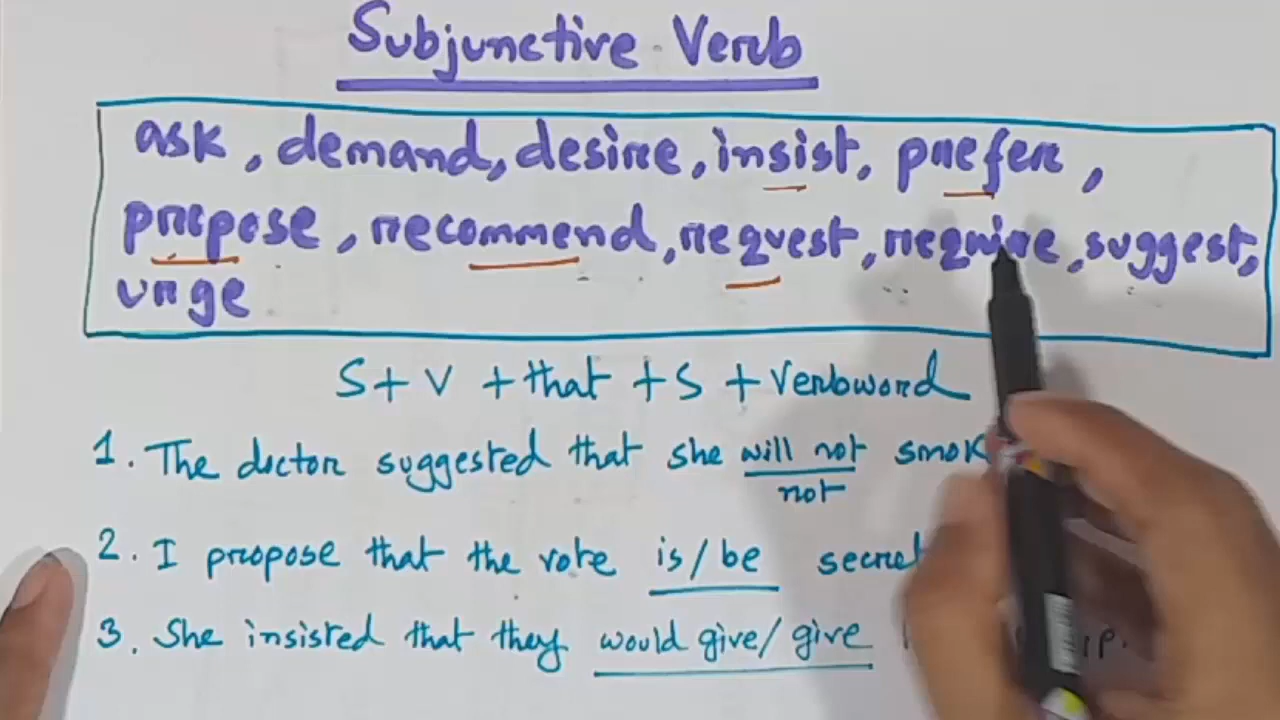 Subjunctive Verb
ask, demand, desire, insist, prefer,
propose, recommend, request, require, suggest,
urge
S + V + that + S + Verbword
1. The doctor suggested that she will not smok
not
2. I propose that the vote is/be secret
3. She insisted that they would give/give